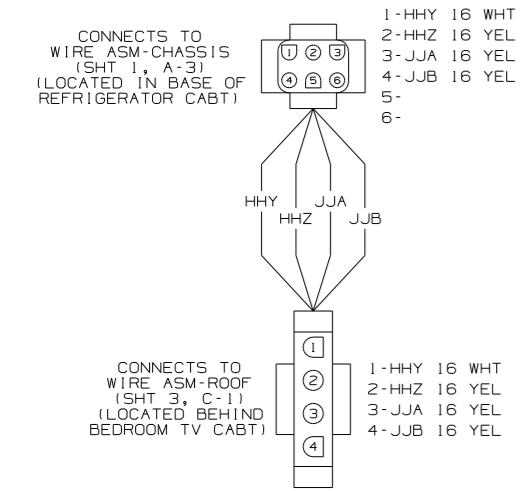 CONNECTS TO
WIRE ASM-CHASSIS
(SHT 1, A-3)
(LOCATED IN BASE OF
REFRIGERATOR CABT)
1 2 3
4 5 6
1-HHY 16 WHT
2-HHZ 16 YEL
3-JJA 16 YEL
4-JJB 16 YEL
5-
6-
HHY JJA
HHZ JJB
CONNECTS TO
WIRE ASM-ROOF
(SHT 3, C-1)
(LOCATED BEHIND
BEDROOM TV CABT)
1
2
3
4
1-HHY 16 WHT
2-HHZ 16 YEL
3-JJA 16 YEL
4-JJB 16 YEL